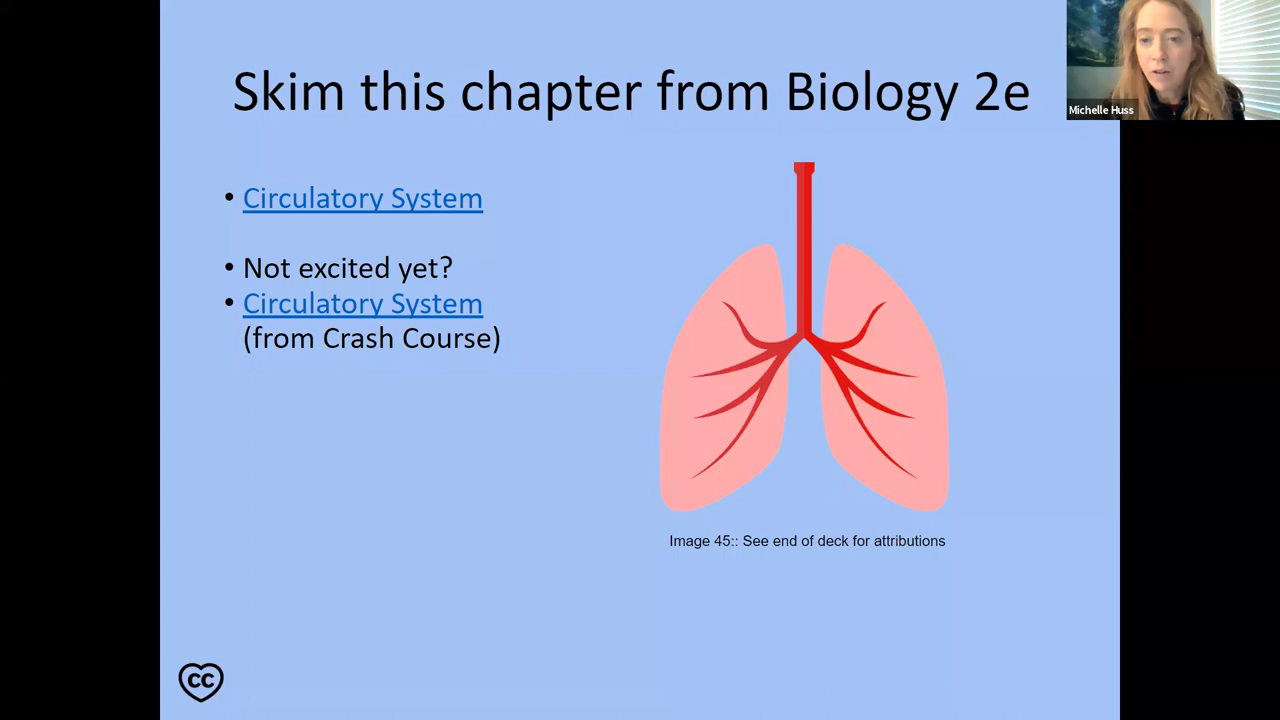 Skim this chapter from Biology 2e
Michelle Huss
• Circulatory System
• Not excited yet?
• Circulatory System
(from Crash Course)
Image 45:: See end of deck for attributions
CC